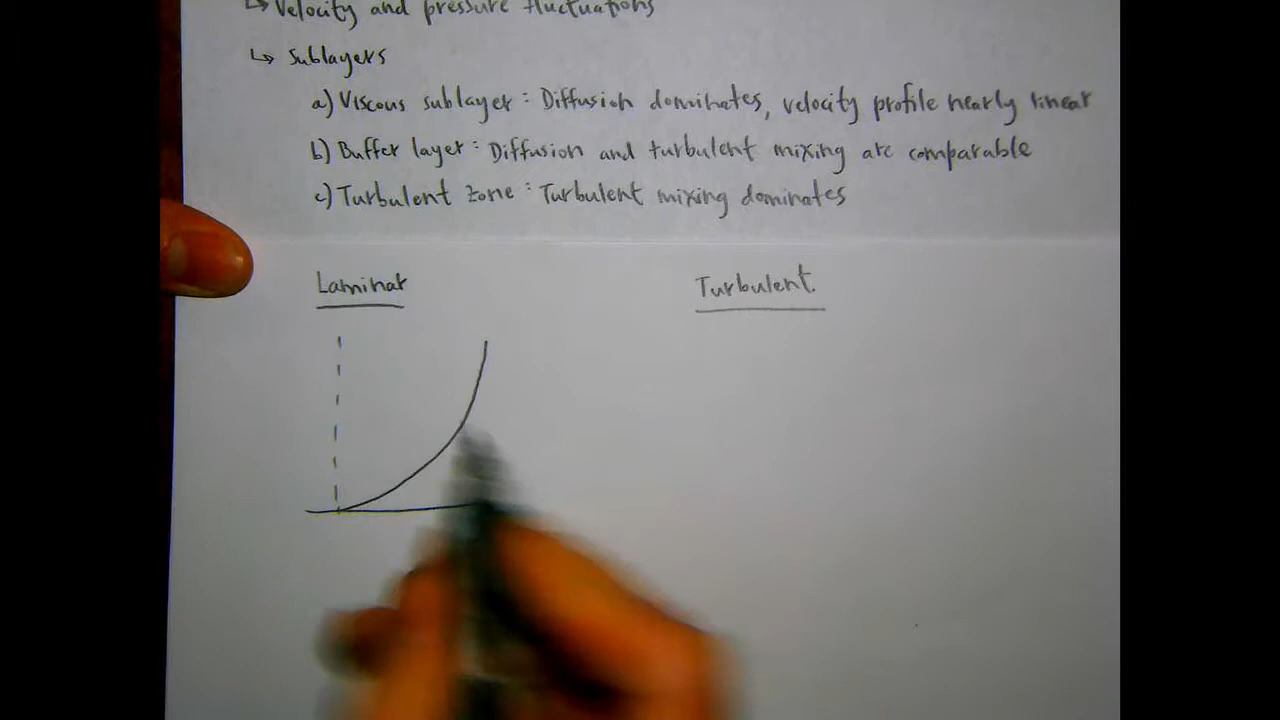 ↳ Velocity and pressure fluctuations
↳ Sublayers
a) Viscous sublayer : Diffusion dominates, velocity profile nearly linear
b) Buffer layer : Diffusion and turbulent mixing are comparable
c) Turbulent zone : Turbulent mixing dominates
Laminar Turbulent.